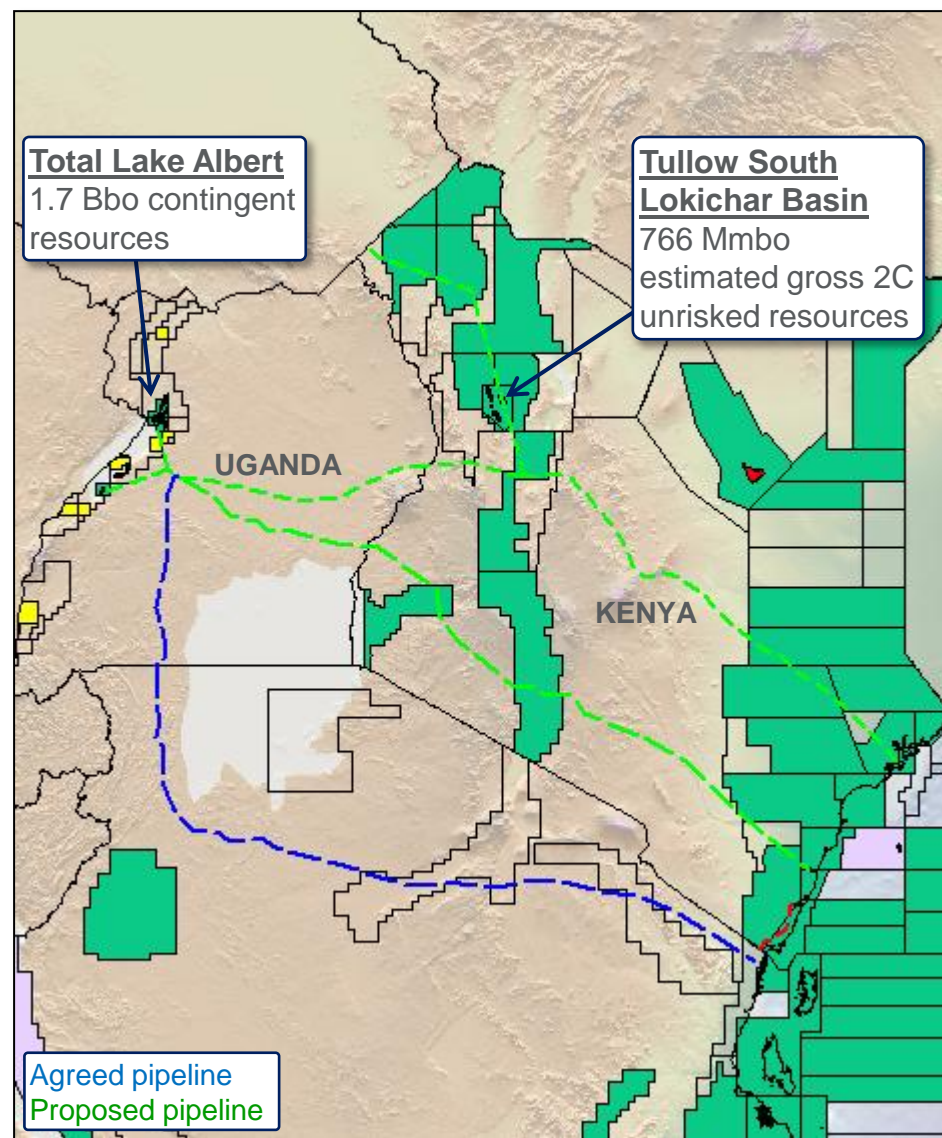 Total Lake Albert
1.7 Bbo contingent
resources
Tullow South
Lokichar Basin
766 Mmbo
estimated gross 2C
unrisked resources
UGANDA
KENYA
Agreed pipeline
Proposed pipeline